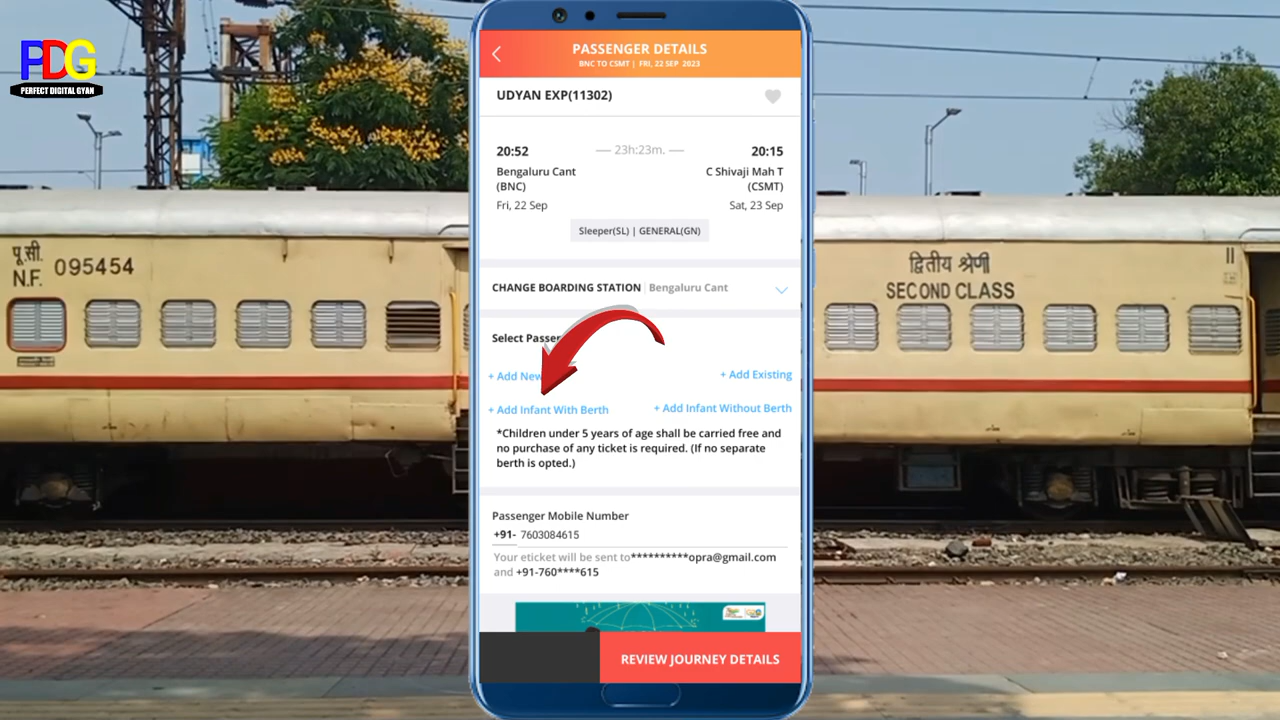 PDG
PERFECT DIGITAL GYAN
पू.सी.
N.F. 095454
द्वितीय श्रेणी
SECOND CLASS
II
PASSENGER DETAILS
BNC TO CSMT | FRI, 22 SEP 2023
UDYAN EXP(11302)
20:52 — 23h:23m. — 20:15
Bengaluru Cant C Shivaji Mah T
(BNC) (CSMT)
Fri, 22 Sep Sat, 23 Sep
Sleeper(SL) | GENERAL(GN)
CHANGE BOARDING STATION | Bengaluru Cant
Select
+ Add New + Add Existing
+ Add Infant With Berth + Add Infant Without Berth
*Children under 5 years of age shall be carried free and
no purchase of any ticket is required. (If no separate
berth is opted.)
Passenger Mobile Number
+91- 7603084615
Your eticket will be sent to**********opra@gmail.com
and +91-760****615
REVIEW JOURNEY DETAILS